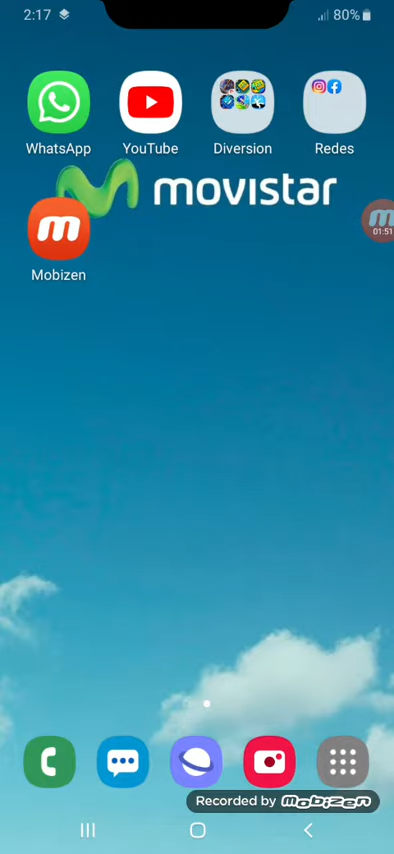 2:17 80%
WhatsApp YouTube Diversion Redes
movistar
01:51
Mobizen
Recorded by mobizen